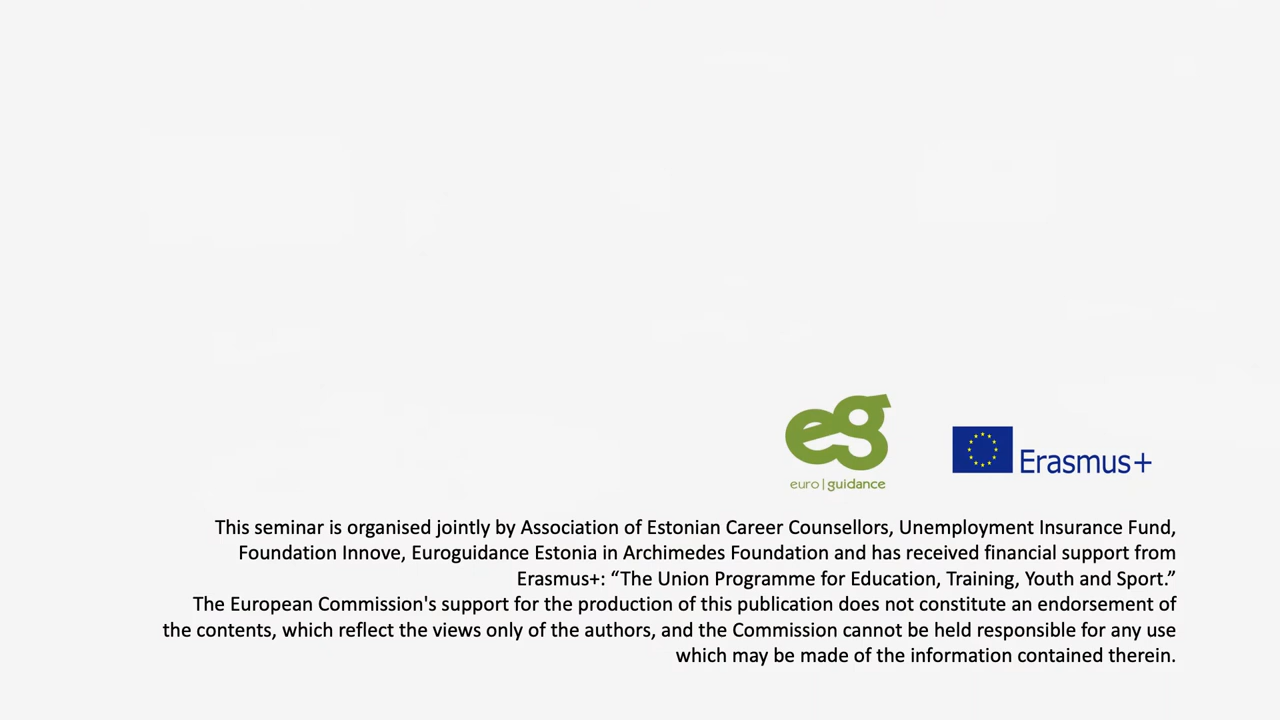 eg
euro|guidance
Erasmus+
This seminar is organised jointly by Association of Estonian Career Counsellors, Unemployment Insurance Fund,
Foundation Innove, Euroguidance Estonia in Archimedes Foundation and has received financial support from
Erasmus+: “The Union Programme for Education, Training, Youth and Sport.”
The European Commission's support for the production of this publication does not constitute an endorsement of
the contents, which reflect the views only of the authors, and the Commission cannot be held responsible for any use
which may be made of the information contained therein.